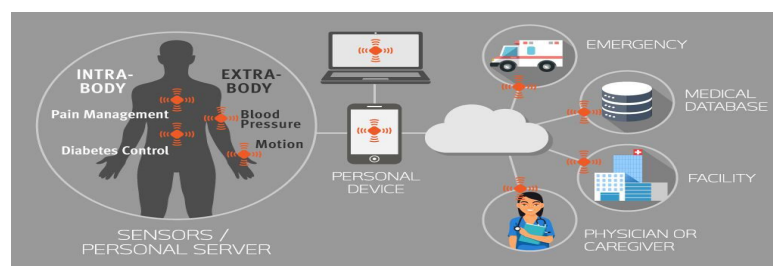 INTRA-
BODY
EXTRA-
BODY
Pain Management
Blood
Pressure
Diabetes Control
Motion
SENSORS /
PERSONAL SERVER
PERSONAL
DEVICE
EMERGENCY
MEDICAL
DATABASE
FACILITY
PHYSICIAN OR
CAREGIVER